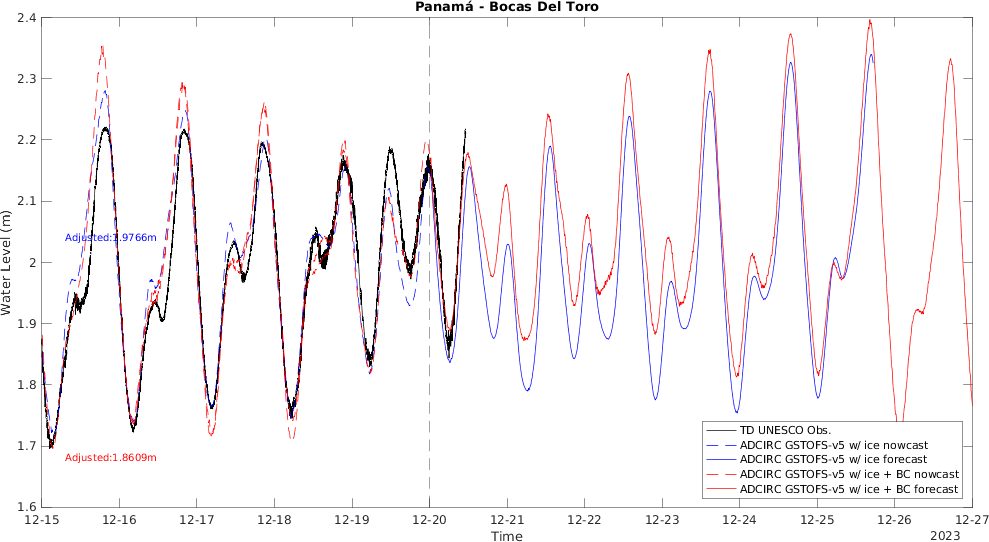 Panamá - Bocas Del Toro
Water Level (m)
2.4
2.3
2.2
2.1
2
1.9
1.8
1.7
1.6
Adjusted:1.9766m
Adjusted:1.8609m
TD UNESCO Obs.
ADCIRC GSTOFS-v5 w/ ice nowcast
ADCIRC GSTOFS-v5 w/ ice forecast
ADCIRC GSTOFS-v5 w/ ice + BC nowcast
ADCIRC GSTOFS-v5 w/ ice + BC forecast
12-15 12-16 12-17 12-18 12-19 12-20 12-21 12-22 12-23 12-24 12-25 12-26 12-27
Time
2023